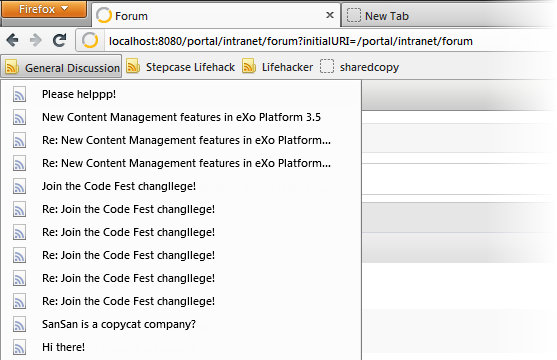 Firefox
Forum
New Tab
localhost:8080/portal/intranet/forum?initialURI=/portal/intranet/forum
General Discussion Stepcase Lifehack Lifehacker sharedcopy
Please helppp!
New Content Management features in eXo Platform 3.5
Re: New Content Management features in eXo Platform...
Re: New Content Management features in eXo Platform...
Join the Code Fest changllege!
Re: Join the Code Fest changllege!
Re: Join the Code Fest changllege!
Re: Join the Code Fest changllege!
Re: Join the Code Fest changllege!
Re: Join the Code Fest changllege!
SanSan is a copycat company?
Hi there!